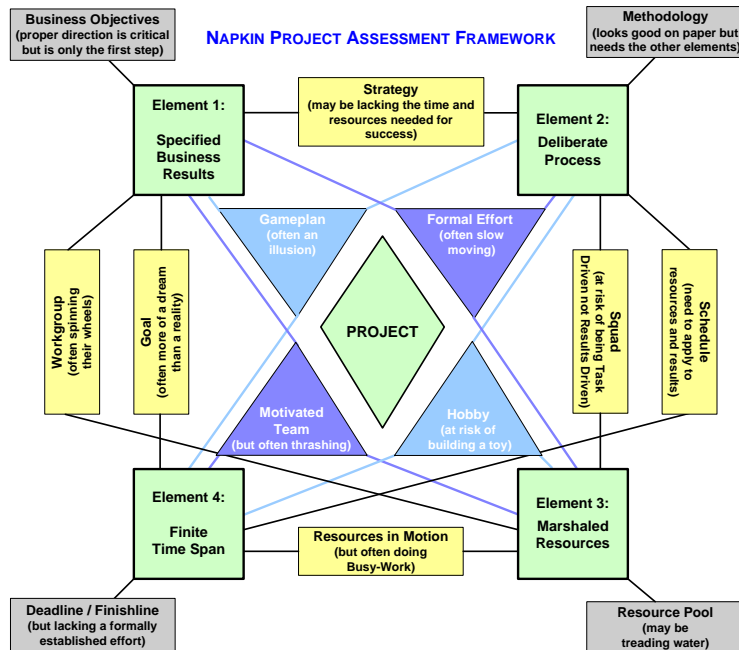 Business Objectives
(proper direction is critical
but is only the first step)
NAPKIN PROJECT ASSESSMENT FRAMEWORK
Methodology
(looks good on paper but
needs the other elements)
Element 1:
Specified
Business
Results
Strategy
(may be lacking the time and
resources needed for
success)
Element 2:
Deliberate
Process
Gameplan
(often an
illusion)
Formal Effort
(often slow
moving)
Workgroup
(often spinning
their wheels)
Goal
(often more of a dream
than a reality)
PROJECT
Squad
(at risk of being Task
Driven not Results Driven)
Schedule
(need to apply to
resources and results)
Motivated
Team
(but often thrashing)
Hobby
(at risk of
building a toy)
Element 4:
Finite
Time Span
Resources in Motion
(but often doing
Busy-Work)
Element 3:
Marshaled
Resources
Deadline / Finishline
(but lacking a formally
established effort)
Resource Pool
(may be
treading water)